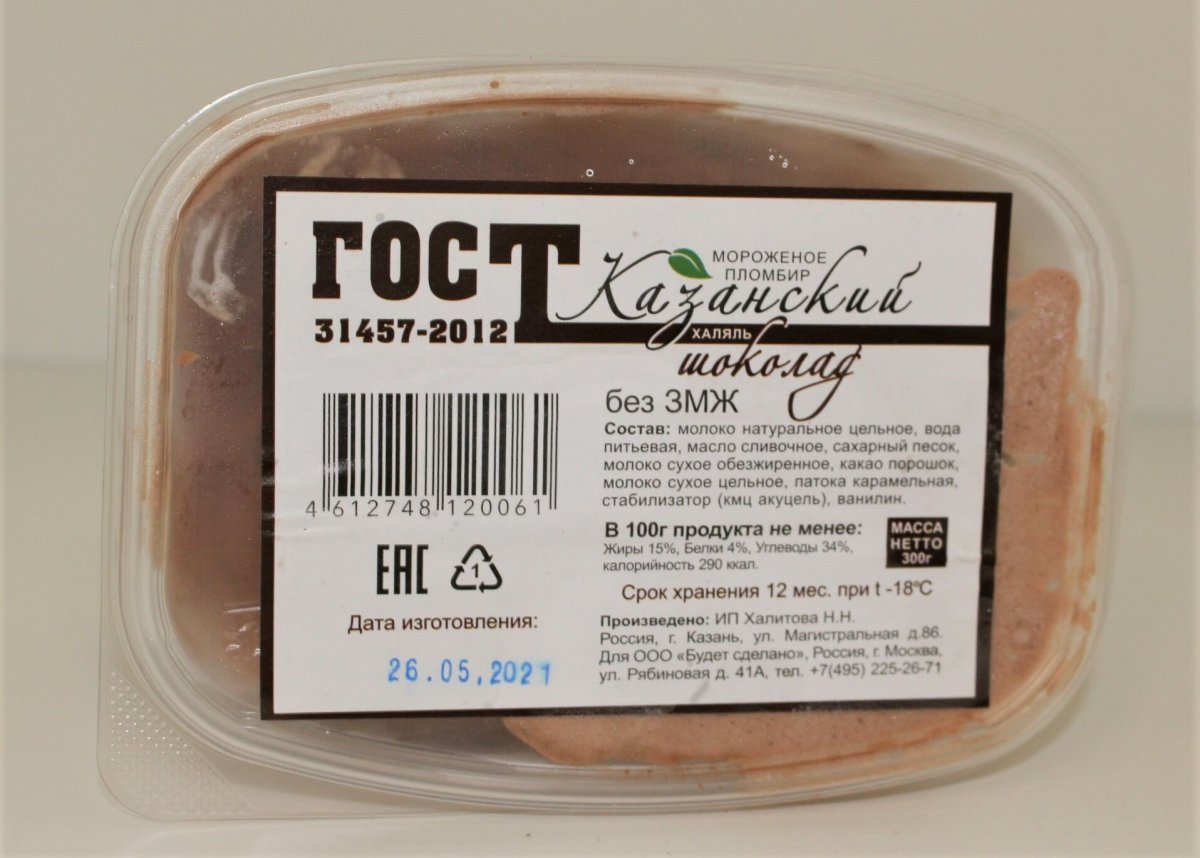 ГОСТ
31457-2012
МОРОЖЕНОЕ
ПЛОМБИР
Казанский
ХАЛЯЛЬ
шоколад
4 612748 120061
EAC
1
Дата изготовления:
26.05.2021
без ЗМЖ
Состав: молоко натуральное цельное, вода
питьевая, масло сливочное, сахарный песок,
молоко сухое обезжиренное, какао порошок,
молоко сухое цельное, патока карамельная,
стабилизатор (кмц акуцель), ванилин.
В 100г продукта не менее:
Жиры 15%, Белки 4%, Углеводы 34%,
калорийность 290 ккал.
МАССА
НЕТТО
300г
Срок хранения 12 мес. при t -18°C
Произведено: ИП Халитова Н.Н.
Россия, г. Казань, ул. Магистральная д.86.
Для ООО «Будет сделано», Россия, г. Москва,
ул. Рябиновая д. 41А, тел. +7(495) 225-26-71